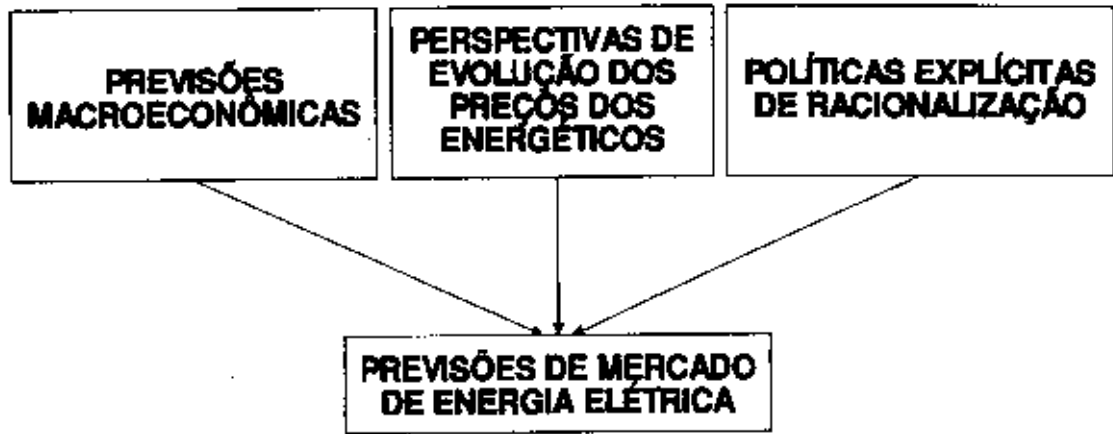 PREVISÕES
MACROECONÔMICAS
PERSPECTIVAS DE
EVOLUÇÃO DOS
PREÇOS DOS
ENERGÉTICOS
POLÍTICAS EXPLÍCITAS
DE RACIONALIZAÇÃO
PREVISÕES DE MERCADO
DE ENERGIA ELÉTRICA